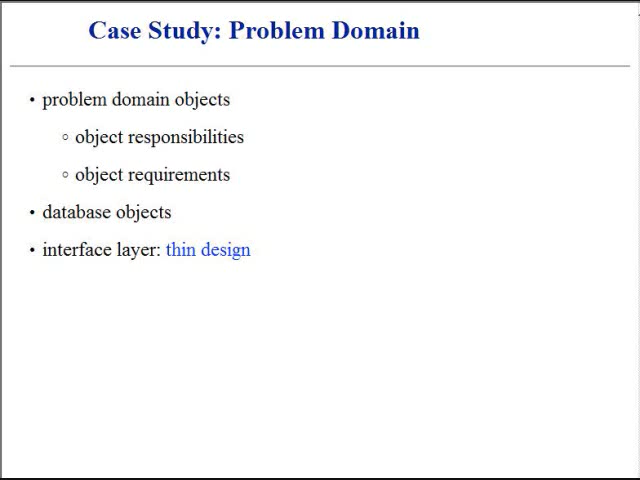 Case Study: Problem Domain
• problem domain objects
○ object responsibilities
○ object requirements
• database objects
• interface layer: thin design